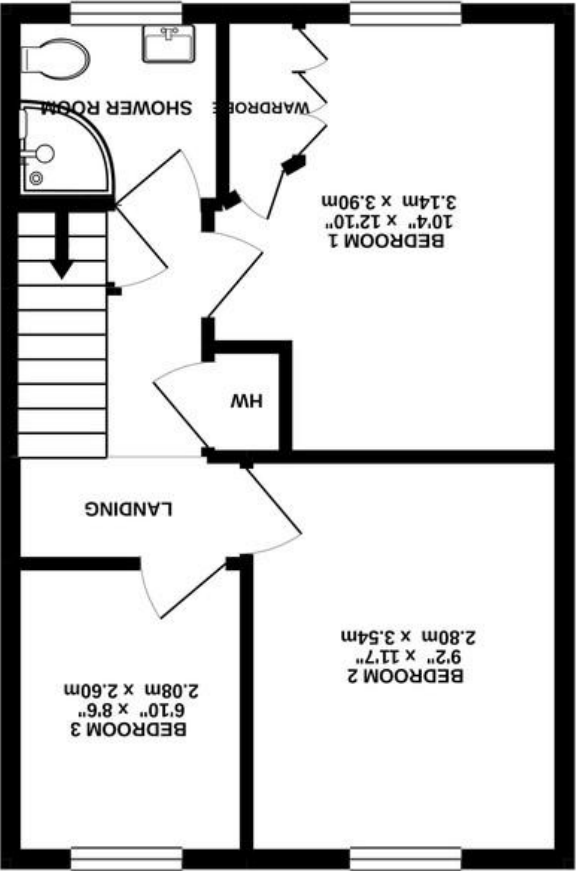 BEDROOM 3
6'10" x 8'6"
2.08m x 2.60m
BEDROOM 2
9'2" x 11'7"
2.80m x 3.54m
LANDING
HW
BEDROOM 1
10'4" x 12'10"
3.14m x 3.90m
WARDROBE
SHOWER ROOM